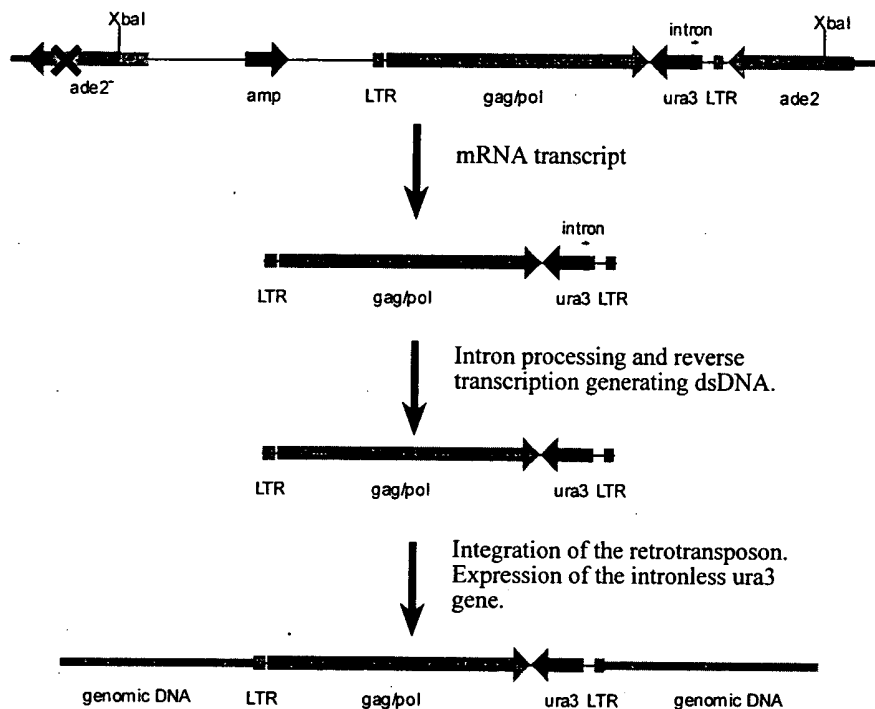 XbaI
intron
XbaI
ade2⁻
amp
LTR
gag/pol
ura3
LTR
ade2
mRNA transcript
intron
LTR
gag/pol
ura3
LTR
Intron processing and reverse
transcription generating dsDNA.
LTR
gag/pol
ura3
LTR
Integration of the retrotransposon.
Expression of the intronless ura3
gene.
genomic DNA
LTR
gag/pol
ura3
LTR
genomic DNA